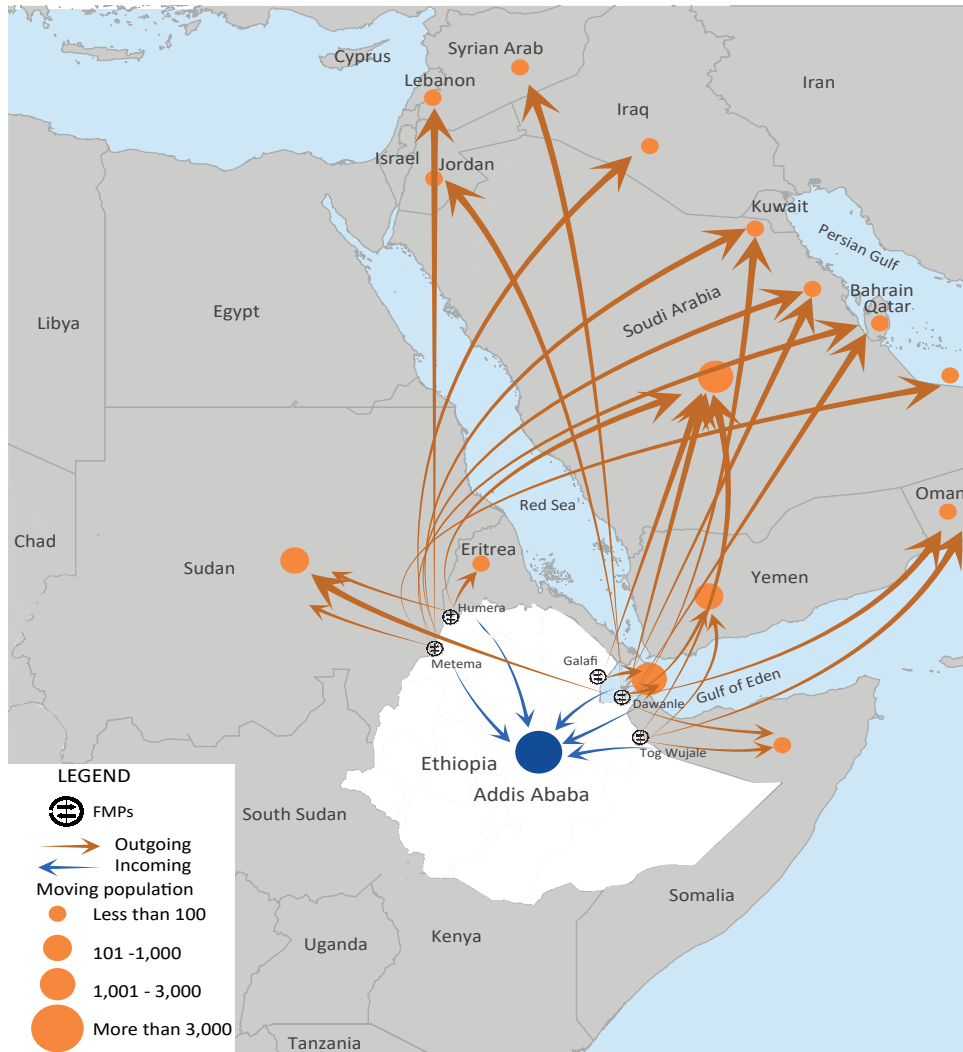 Cyprus
Syrian Arab
Lebanon
Iran
Iraq
Israel
Jordan
Kuwait
Persian Gulf
Bahrain
Qatar
Soudi Arabia
Libya
Egypt
Red Sea
Oman
Chad
Sudan
Eritrea
Yemen
Humera
Metema
Galafi
Dawanle
Gulf of Eden
Tog Wujale
Ethiopia
Addis Ababa
South Sudan
Somalia
Uganda
Kenya
Tanzania
LEGEND
FMPs
Outgoing
Incoming
Moving population
Less than 100
101 -1,000
1,001 - 3,000
More than 3,000